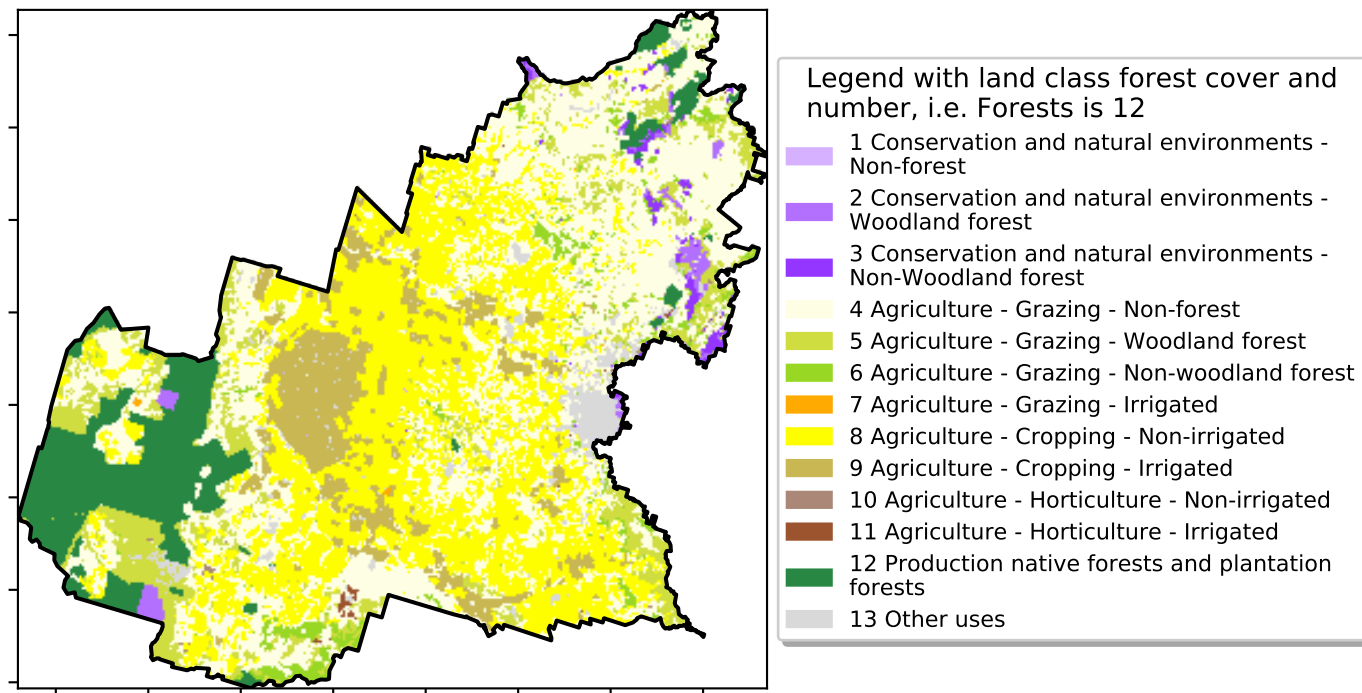 Legend with land class forest cover and
number, i.e. Forests is 12
1 Conservation and natural environments -
Non-forest
2 Conservation and natural environments -
Woodland forest
3 Conservation and natural environments -
Non-Woodland forest
4 Agriculture - Grazing - Non-forest
5 Agriculture - Grazing - Woodland forest
6 Agriculture - Grazing - Non-woodland forest
7 Agriculture - Grazing - Irrigated
8 Agriculture - Cropping - Non-irrigated
9 Agriculture - Cropping - Irrigated
10 Agriculture - Horticulture - Non-irrigated
11 Agriculture - Horticulture - Irrigated
12 Production native forests and plantation
forests
13 Other uses